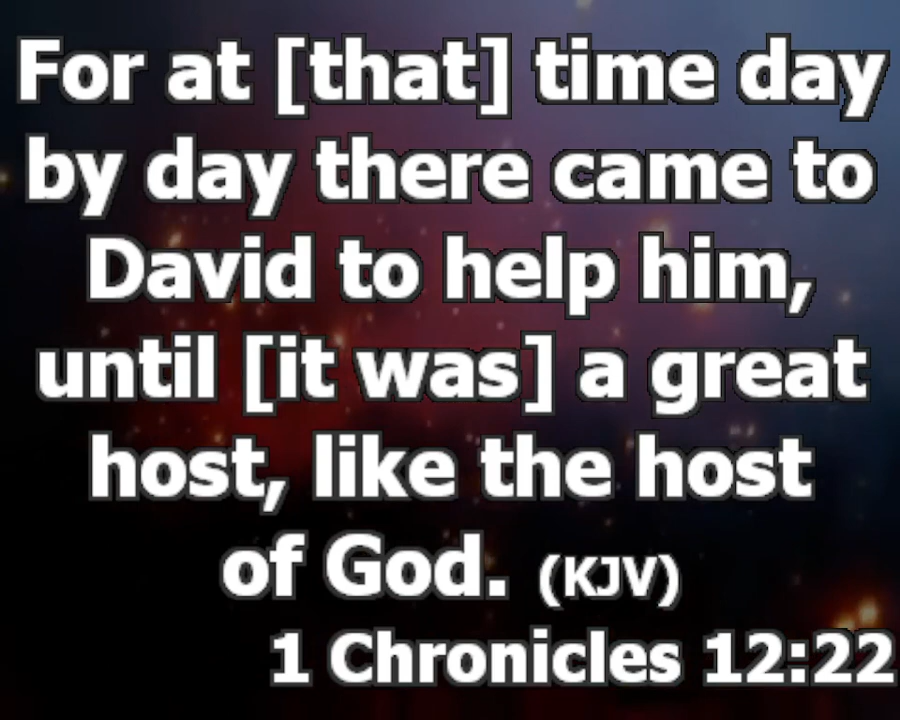 For at [that] time day
by day there came to
David to help him,
until [it was] a great
host, like the host
of God. (KJV)
1 Chronicles 12:22